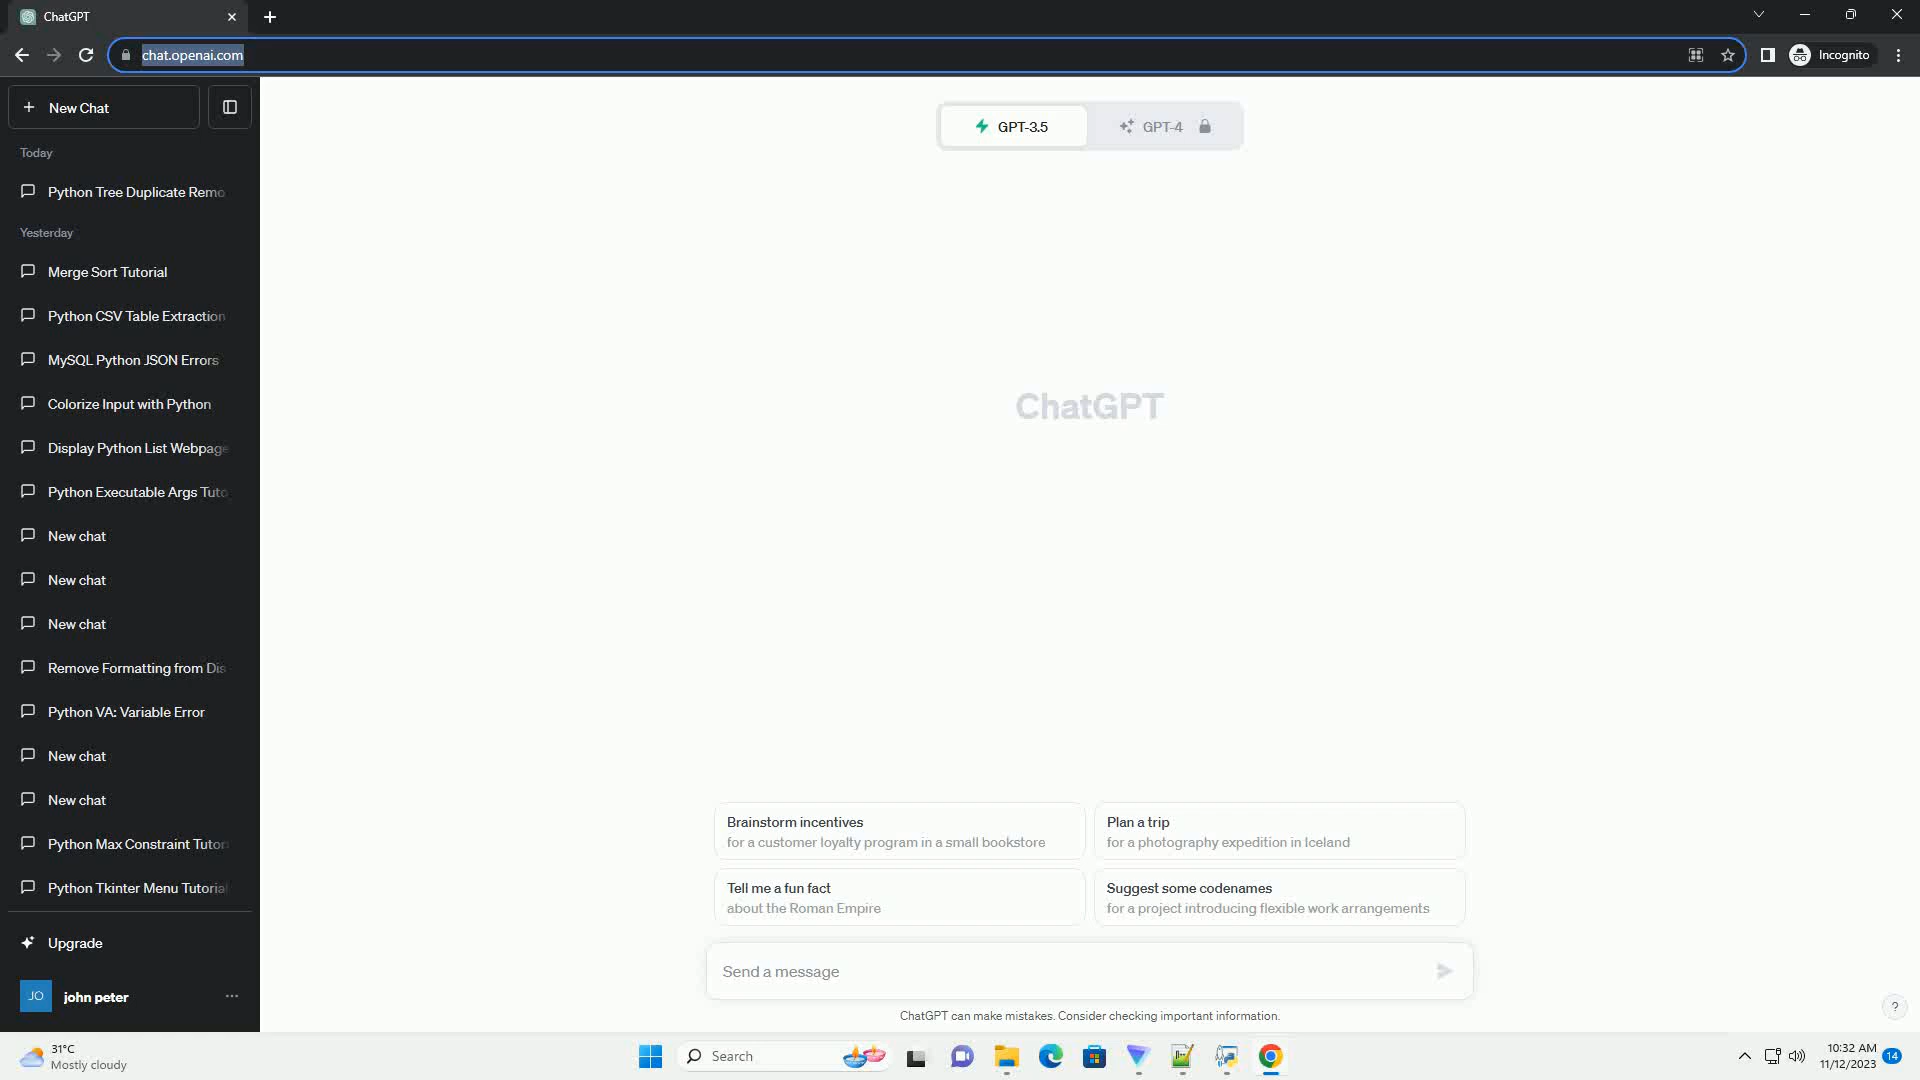 ChatGPT
chat.openai.com
Incognito
New Chat
Today
Python Tree Duplicate Remo
Yesterday
Merge Sort Tutorial
Python CSV Table Extraction
MySQL Python JSON Errors
Colorize Input with Python
Display Python List Webpage
Python Executable Args Tuto
New chat
New chat
New chat
Remove Formatting from Dis
Python VA: Variable Error
New chat
New chat
Python Max Constraint Tutor
Python Tkinter Menu Tutorial
Upgrade
JO
john peter
GPT-3.5
GPT-4
ChatGPT
Brainstorm incentives
for a customer loyalty program in a small bookstore
Plan a trip
for a photography expedition in Iceland
Tell me a fun fact
about the Roman Empire
Suggest some codenames
for a project introducing flexible work arrangements
Send a message
ChatGPT can make mistakes. Consider checking important information.
?
31°C
Mostly cloudy
Search
10:32 AM
11/12/2023
14